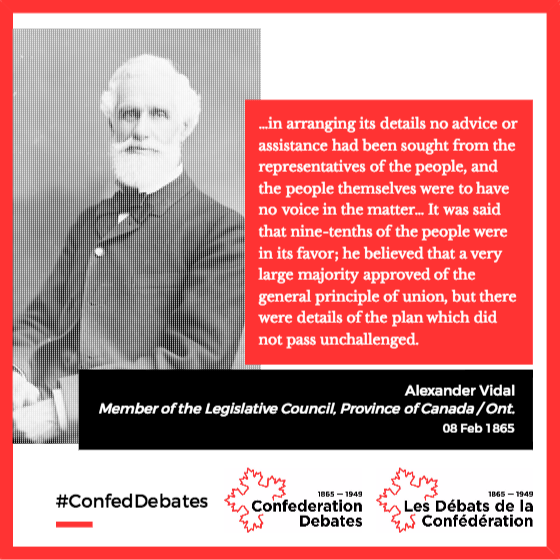 ...in arranging its details no advice or
assistance had been sought from the
representatives of the people, and
the people themselves were to have
no voice in the matter... It was said
that nine-tenths of the people were
in its favor; he believed that a very
large majority approved of the
general principle of union, but there
were details of the plan which did
not pass unchallenged.
Alexander Vidal
Member of the Legislative Council, Province of Canada / Ont.
08 Feb 1865
#ConfedDebates
1865 — 1949
Confederation
Debates
1865 — 1949
Les Débats de la
Confédération